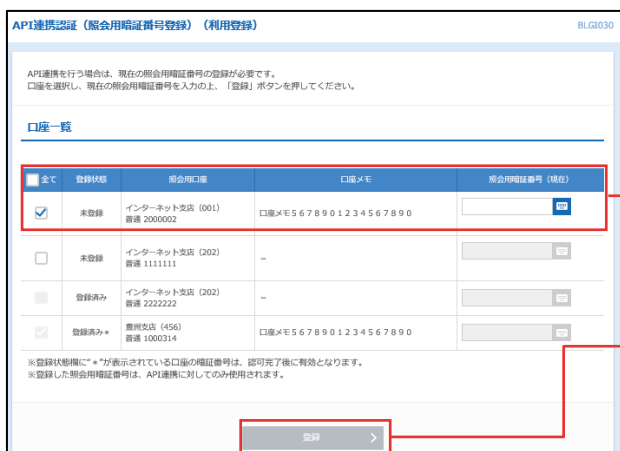 API連携認証（照会用暗証番号登録）（利用登録） BLGI030
API連携を行う場合は、現在の照会用暗証番号の登録が必要です。
口座を選択し、現在の照会用暗証番号を入力の上、「登録」ボタンを押してください。
口座一覧
全て 登録状態 照会用口座 口座メモ 照会用暗証番号（現在）
未登録 インターネット支店（001） 口座メモ５６７８９０１２３４５６７８９０
普通 2000002
未登録 インターネット支店（202） －
普通 1111111
登録済み インターネット支店（202） －
普通 2222222
登録済み＊ 豊洲支店（456） 口座メモ５６７８９０１２３４５６７８９０
普通 1000314
※登録状態欄に"＊"が表示されている口座の暗証番号は、認可完了後に有効となります。
※登録した照会用暗証番号は、API連携に対してのみ使用されます。
登録